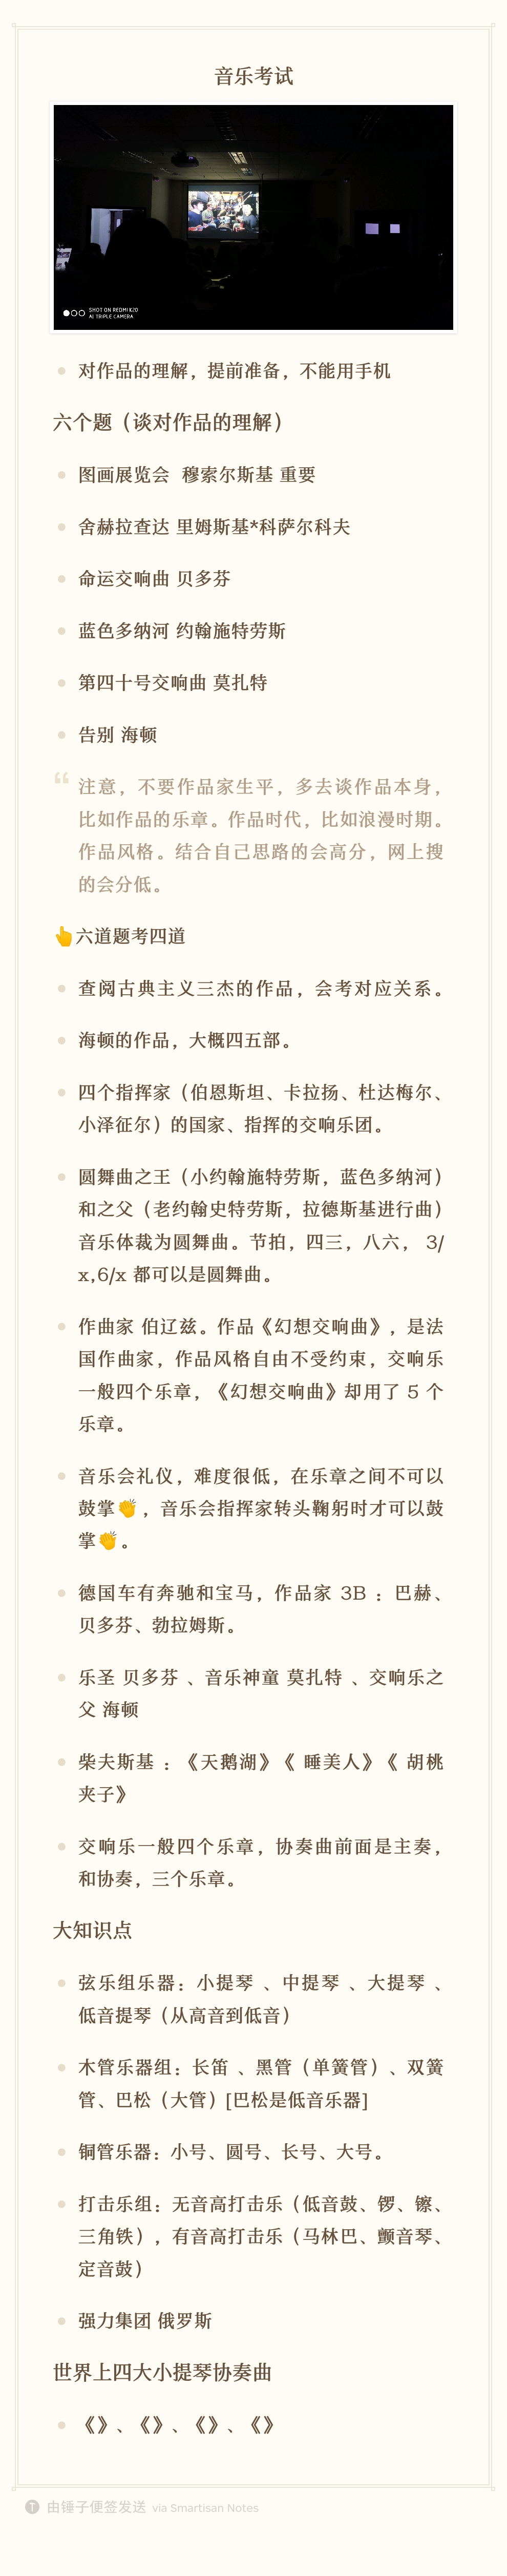 音乐考试
SHOT ON REDMI K20
AI TRIPLE CAMERA
对作品的理解，提前准备，不能用手机
六个题（谈对作品的理解）
图画展览会 穆索尔斯基 重要
舍赫拉查达 里姆斯基*科萨尔科夫
命运交响曲 贝多芬
蓝色多纳河 约翰施特劳斯
第四十号交响曲 莫扎特
告别 海顿
注意，不要作品家生平，多去谈作品本身，
比如作品的乐章。作品时代，比如浪漫时期。
作品风格。结合自己思路的会高分，网上搜
的会分低。
👆六道题考四道
查阅古典主义三杰的作品，会考对应关系。
海顿的作品，大概四五部。
四个指挥家（伯恩斯坦、卡拉扬、杜达梅尔、
小泽征尔）的国家、指挥的交响乐团。
圆舞曲之王（小约翰施特劳斯，蓝色多纳河）
和之父（老约翰史特劳斯，拉德斯基进行曲）
音乐体裁为圆舞曲。节拍，四三，八六， 3/
x,6/x 都可以是圆舞曲。
作曲家 伯辽兹。作品《幻想交响曲》，是法
国作曲家，作品风格自由不受约束，交响乐
一般四个乐章，《幻想交响曲》却用了 5 个
乐章。
音乐会礼仪，难度很低，在乐章之间不可以
鼓掌👏，音乐会指挥家转头鞠躬时才可以鼓
掌👏。
德国车有奔驰和宝马，作品家 3B ：巴赫、
贝多芬、勃拉姆斯。
乐圣 贝多芬 、音乐神童 莫扎特 、交响乐之
父 海顿
柴夫斯基 ：《天鹅湖》《 睡美人》《 胡桃
夹子》
交响乐一般四个乐章，协奏曲前面是主奏，
和协奏，三个乐章。
大知识点
弦乐组乐器：小提琴 、中提琴 、大提琴 、
低音提琴（从高音到低音）
木管乐器组：长笛 、黑管（单簧管）、双簧
管、巴松（大管）[巴松是低音乐器]
铜管乐器：小号、圆号、长号、大号。
打击乐组：无音高打击乐（低音鼓、锣、镲、
三角铁），有音高打击乐（马林巴、颤音琴、
定音鼓）
强力集团 俄罗斯
世界上四大小提琴协奏曲
《》、《》、《》、《》
由锤子便签发送 via Smartisan Notes